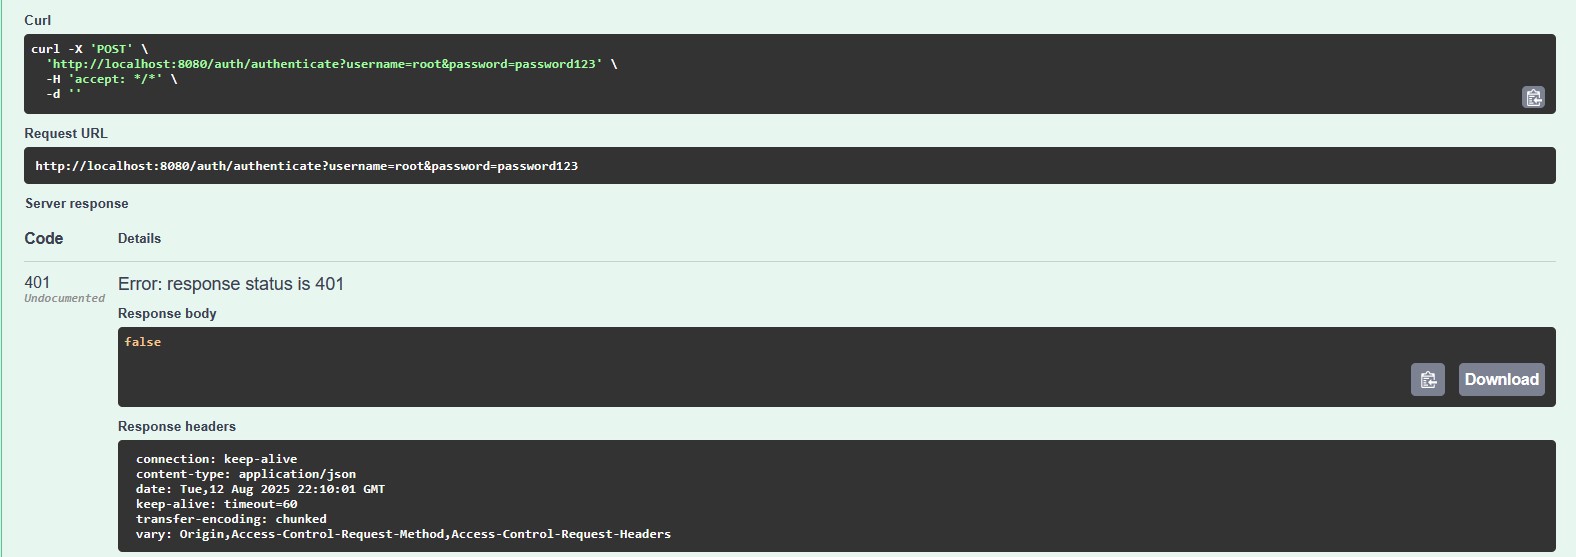 Curl
curl -X 'POST' \
'http://localhost:8080/auth/authenticate?username=root&password=password123' \
-H 'accept: */*' \
-d ''
Request URL
http://localhost:8080/auth/authenticate?username=root&password=password123
Server response
Code Details
401 Error: response status is 401
Undocumented
Response body
false
Download
Response headers
connection: keep-alive
content-type: application/json
date: Tue,12 Aug 2025 22:10:01 GMT
keep-alive: timeout=60
transfer-encoding: chunked
vary: Origin,Access-Control-Request-Method,Access-Control-Request-Headers